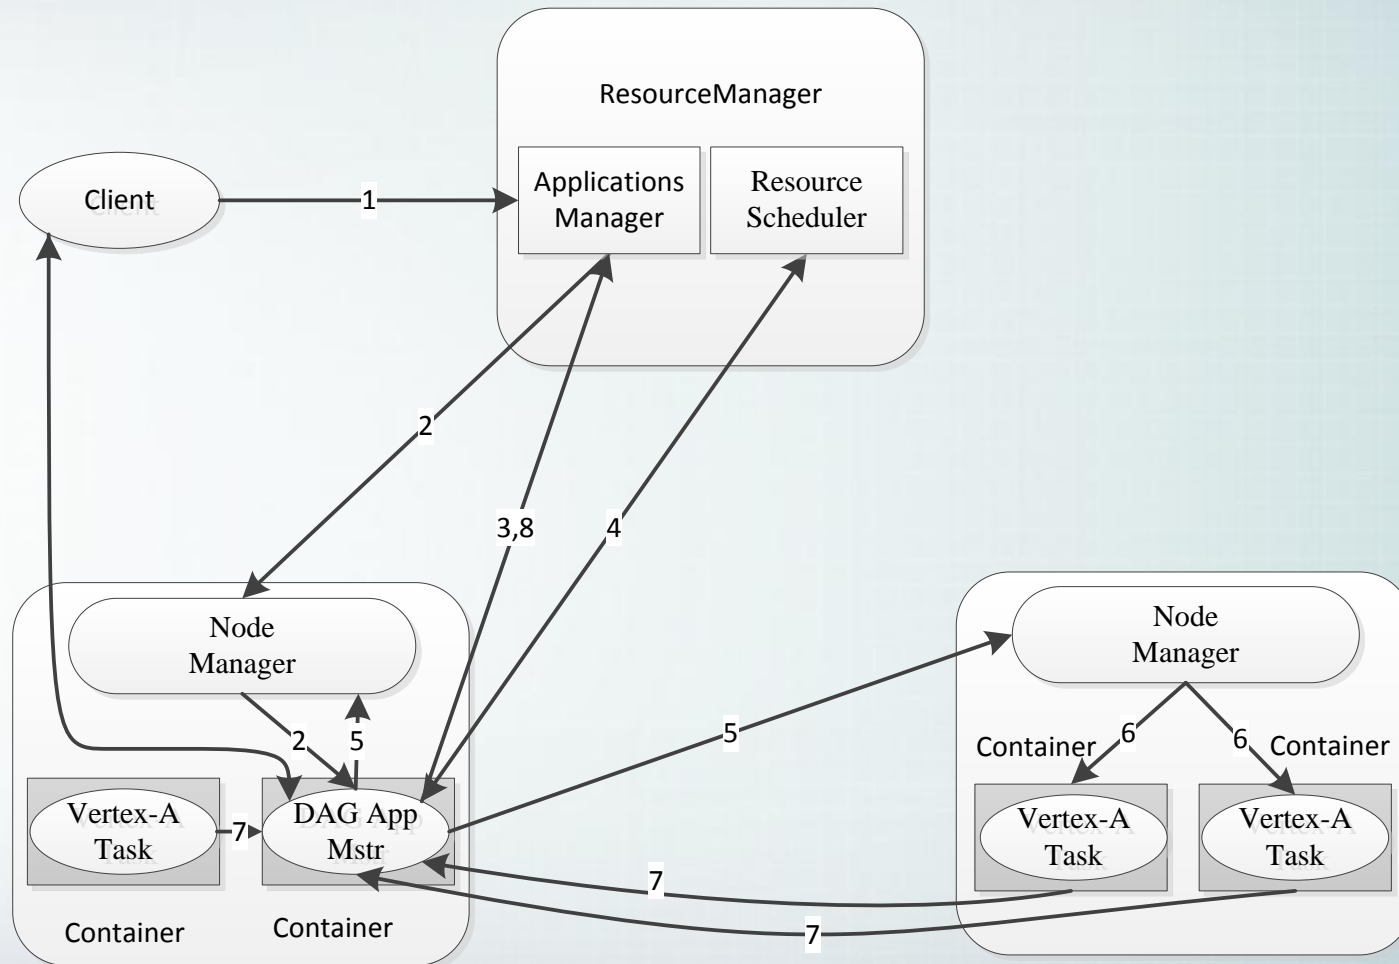 ResourceManager
Client
1
Applications
Manager
Resource
Scheduler
2
3,8
4
Node
Manager
2
5
5
Node
Manager
6
6
Container
Container
Vertex-A
Task
7
DAG App
Mstr
Vertex-A
Task
Vertex-A
Task
7
7
Container
Container